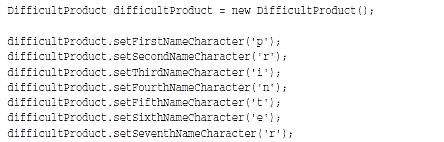 DifficultProduct difficultProduct = new DifficultProduct();
difficultProduct.setFirstNameCharacter('p');
difficultProduct.setSecondNameCharacter('r');
difficultProduct.setThirdNameCharacter('i');
difficultProduct.setFourthNameCharacter('n');
difficultProduct.setFifthNameCharacter('t');
difficultProduct.setSixthNameCharacter('e');
difficultProduct.setSeventhNameCharacter('r');